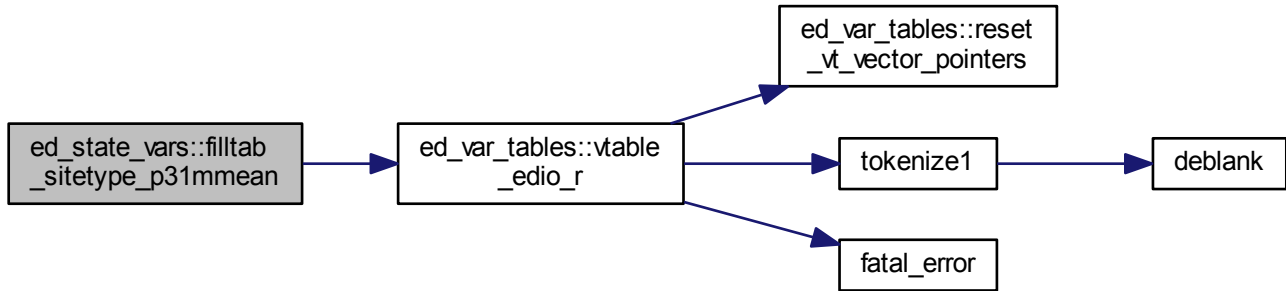 ed_state_vars::filltab
_sitetype_p31mmean
ed_var_tables::vtable
_edio_r
ed_var_tables::reset
_vt_vector_pointers
tokenize1
deblank
fatal_error